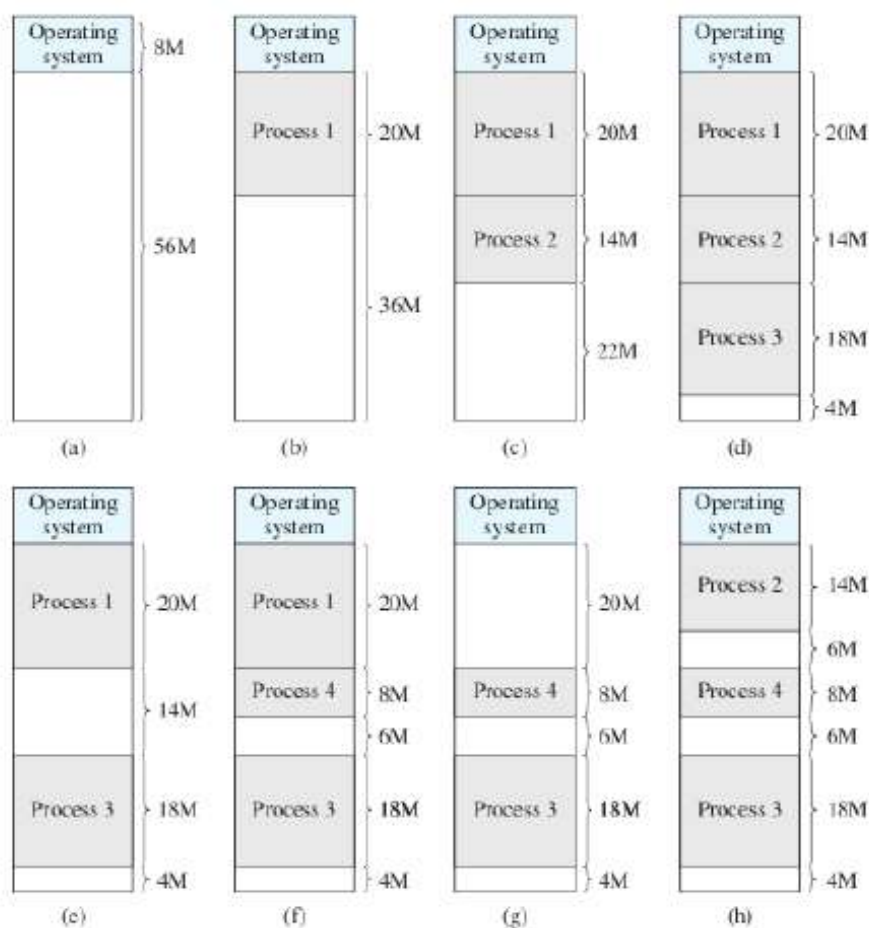 Operating
system
8M
56M
(a)
Operating
system
Process 1
20M
36M
(b)
Operating
system
Process 1
20M
Process 2
14M
22M
(c)
Operating
system
Process 1
20M
Process 2
14M
Process 3
18M
4M
(d)
Operating
system
Process 1
20M
14M
Process 3
18M
4M
(e)
Operating
system
Process 1
20M
Process 4
8M
6M
Process 3
18M
4M
(f)
Operating
system
20M
Process 4
8M
6M
Process 3
18M
4M
(g)
Operating
system
Process 2
14M
6M
Process 4
8M
6M
Process 3
18M
4M
(h)